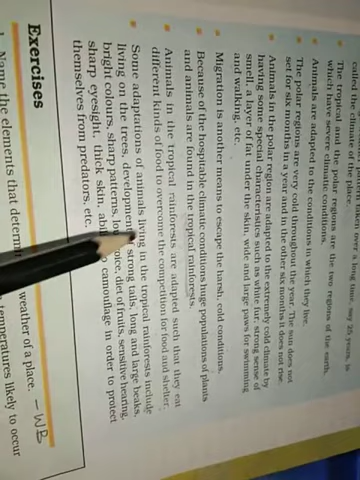 called the climate of the place.
The tropical and the polar regions are the two regions of the earth,
which have severe climatic conditions.
Animals are adapted to the conditions in which they live.
The polar regions are very cold throughout the year. The sun does not
set for six months in a year and in the other six months it does not rise.
Animals in the polar region are adapted to the extremely cold climate by
having some special characteristics such as white fur, strong sense of
smell, a layer of fat under the skin, wide and large paws for swimming
and walking, etc.
Migration is another means to escape the harsh, cold conditions.
Because of the hospitable climatic conditions huge populations of plants
and animals are found in the tropical rainforests.
Animals in the tropical rainforests are adapted such that they eat
different kinds of food to overcome the competition for food and shelter.
Some adaptations of animals living in the tropical rainforests include
living on the trees, development strong tails, long and large beaks,
bright colours, sharp patterns, voice, diet of fruits, sensitive hearing,
sharp eyesight, thick skin, camouflage in order to protect
themselves from predators, etc.
Exercises
Name the elements that weather of a place. – WB
temperatures likely to occur